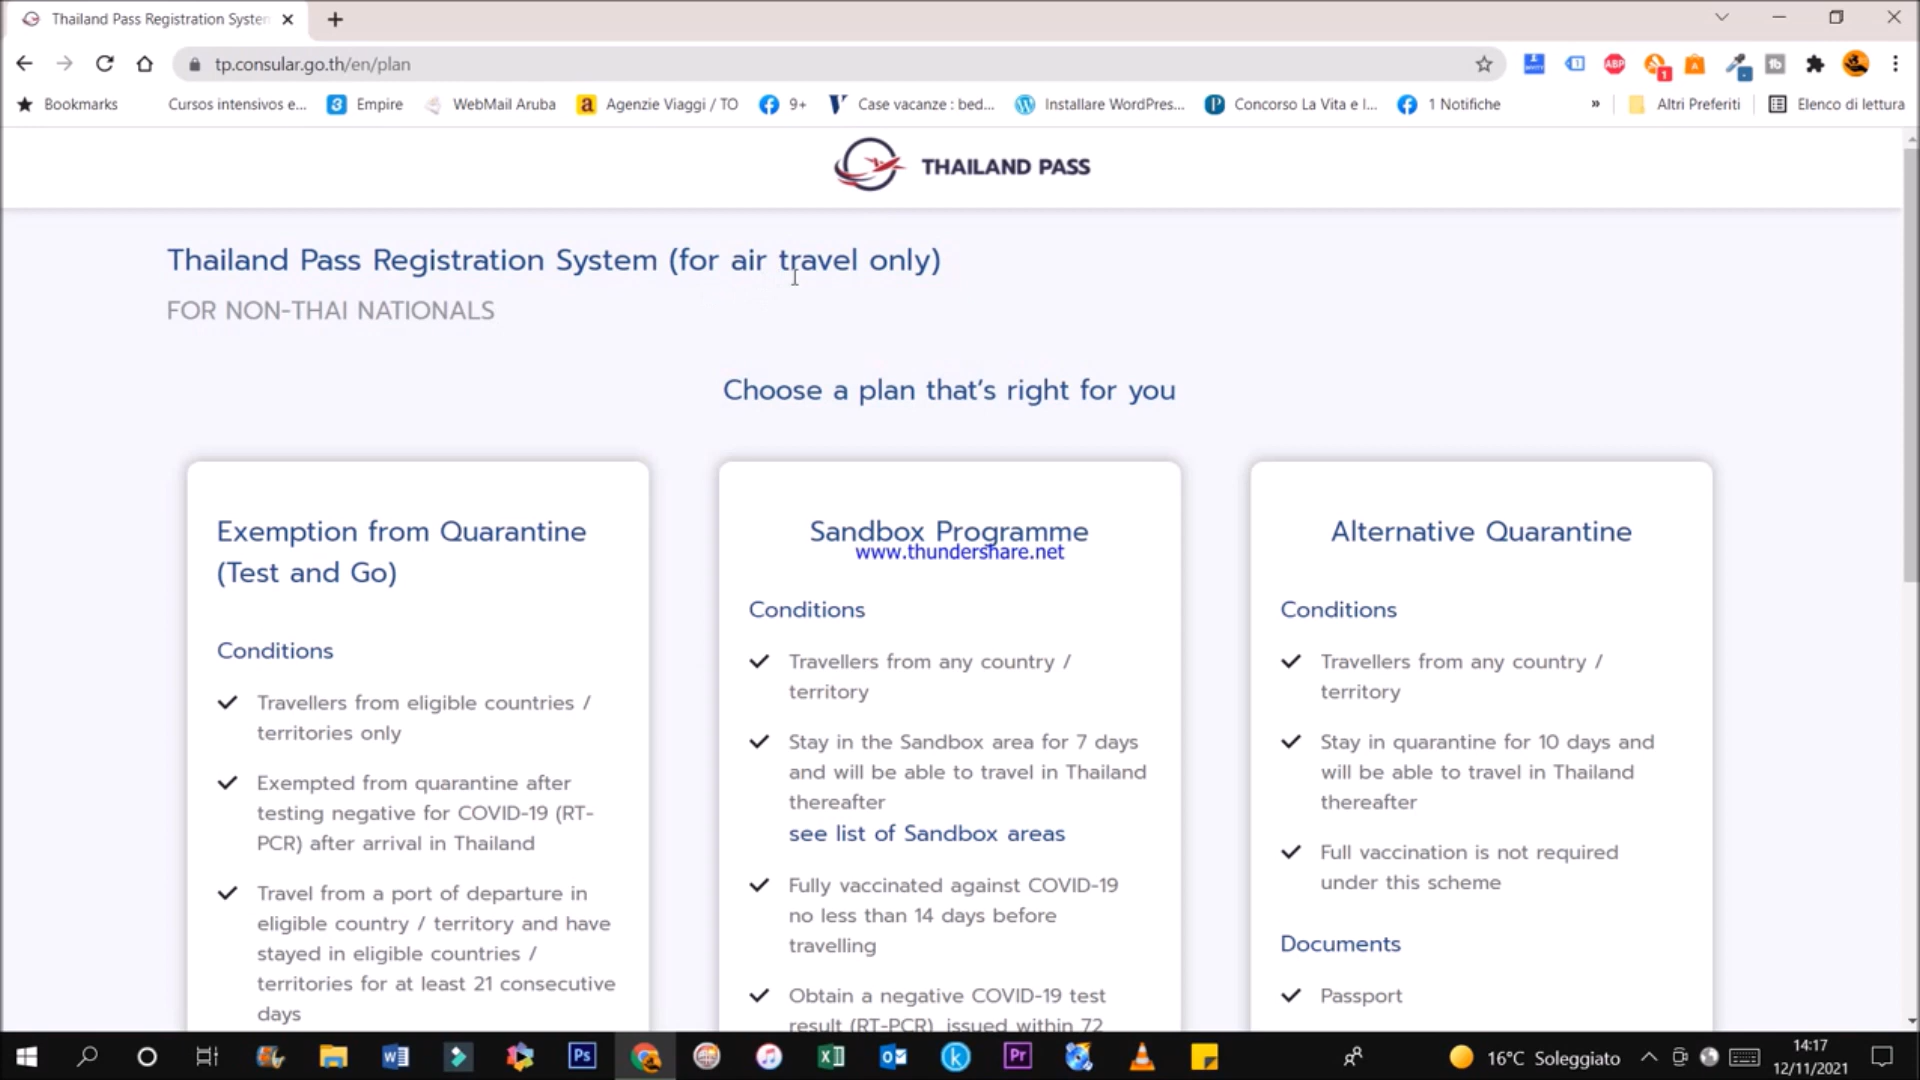 Thailand Pass Registration System
tp.consular.go.th/en/plan
Bookmarks
Cursos intensivos e...
Empire
WebMail Aruba
Agenzie Viaggi / TO
9+
Case vacanze : bed...
Installare WordPres...
Concorso La Vita e l...
1 Notifiche
»
Altri Preferiti
Elenco di lettura
THAILAND PASS
Thailand Pass Registration System (for air travel only)
FOR NON-THAI NATIONALS
Choose a plan that's right for you
Exemption from Quarantine
(Test and Go)
Conditions
Travellers from eligible countries /
territories only
Exempted from quarantine after
testing negative for COVID-19 (RT-
PCR) after arrival in Thailand
Travel from a port of departure in
eligible country / territory and have
stayed in eligible countries /
territories for at least 21 consecutive
days
Sandbox Programme
www.thundershare.net
Conditions
Travellers from any country /
territory
Stay in the Sandbox area for 7 days
and will be able to travel in Thailand
thereafter
see list of Sandbox areas
Fully vaccinated against COVID-19
no less than 14 days before
travelling
Obtain a negative COVID-19 test
result (RT-PCR), issued within 72
Alternative Quarantine
Conditions
Travellers from any country /
territory
Stay in quarantine for 10 days and
will be able to travel in Thailand
thereafter
Full vaccination is not required
under this scheme
Documents
Passport
16°C Soleggiato
14:17
12/11/2021